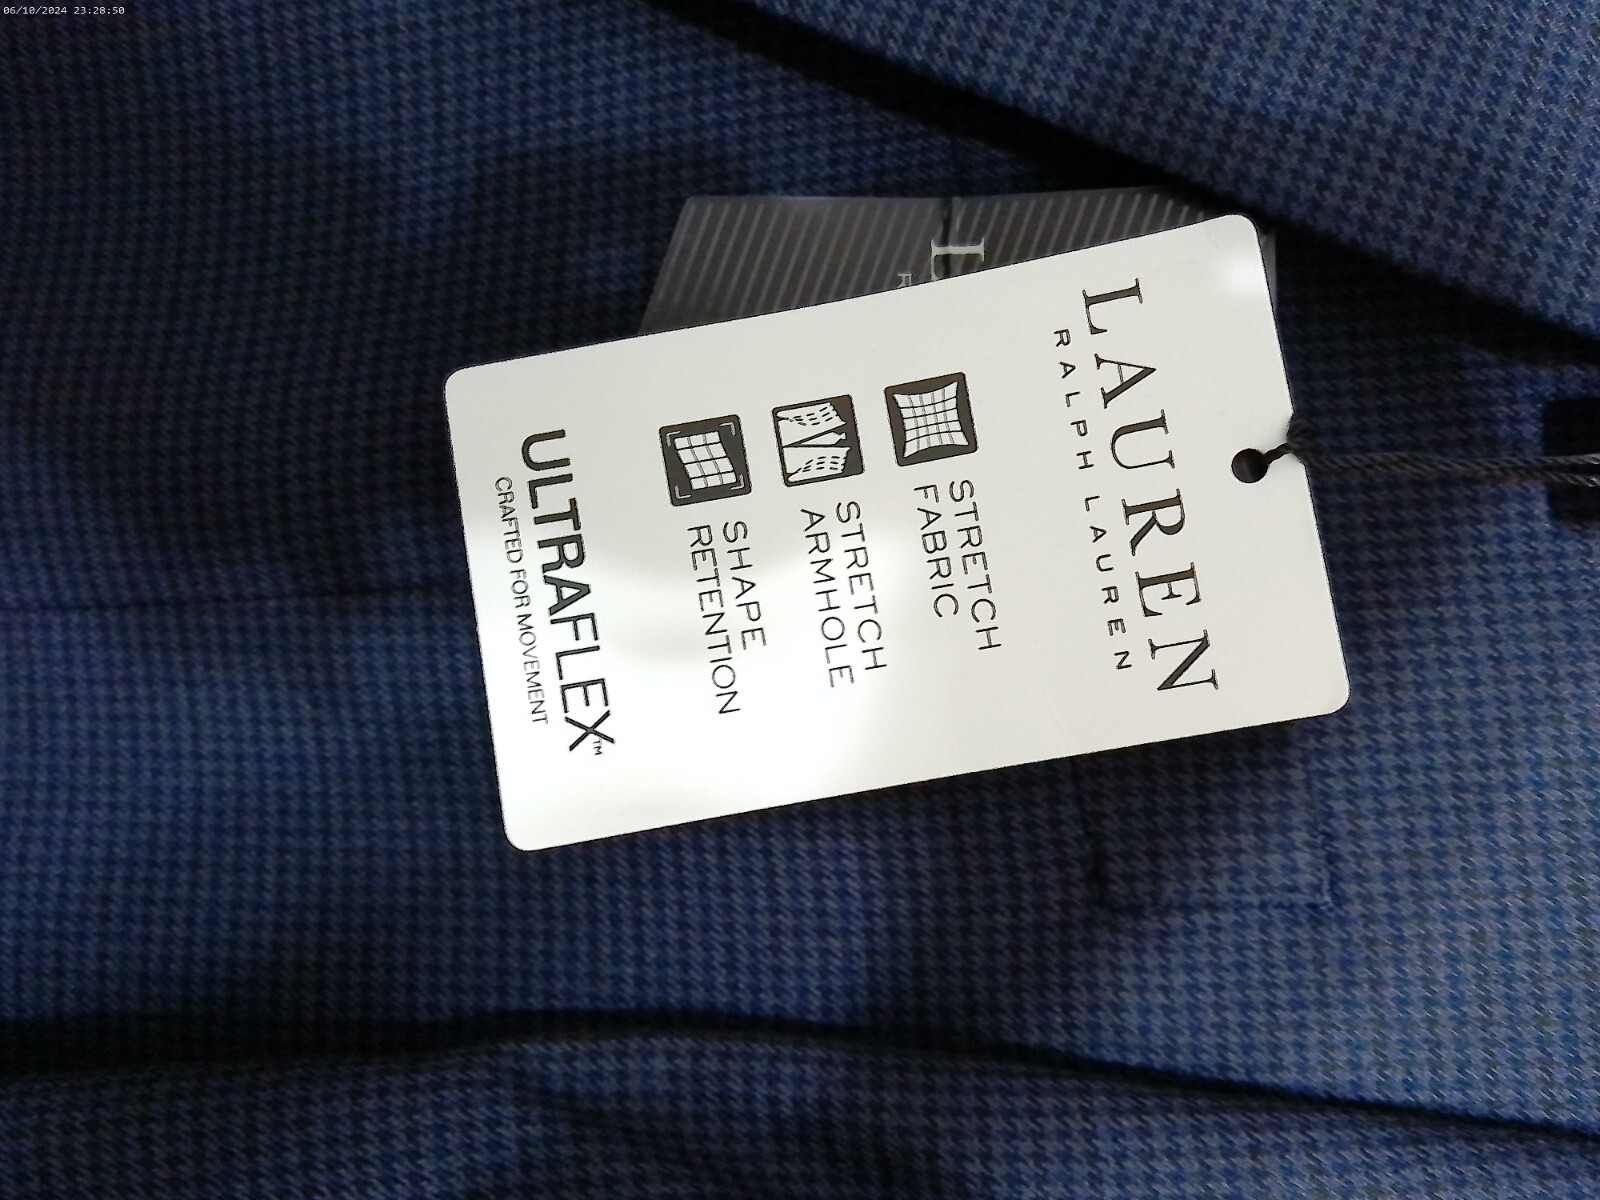 06/10/2024 23:28:50
LAUREN
RALPH LAUREN
STRETCH
FABRIC
STRETCH
ARMHOLE
SHAPE
RETENTION
ULTRAFLEX™
CRAFTED FOR MOVEMENT
L
R